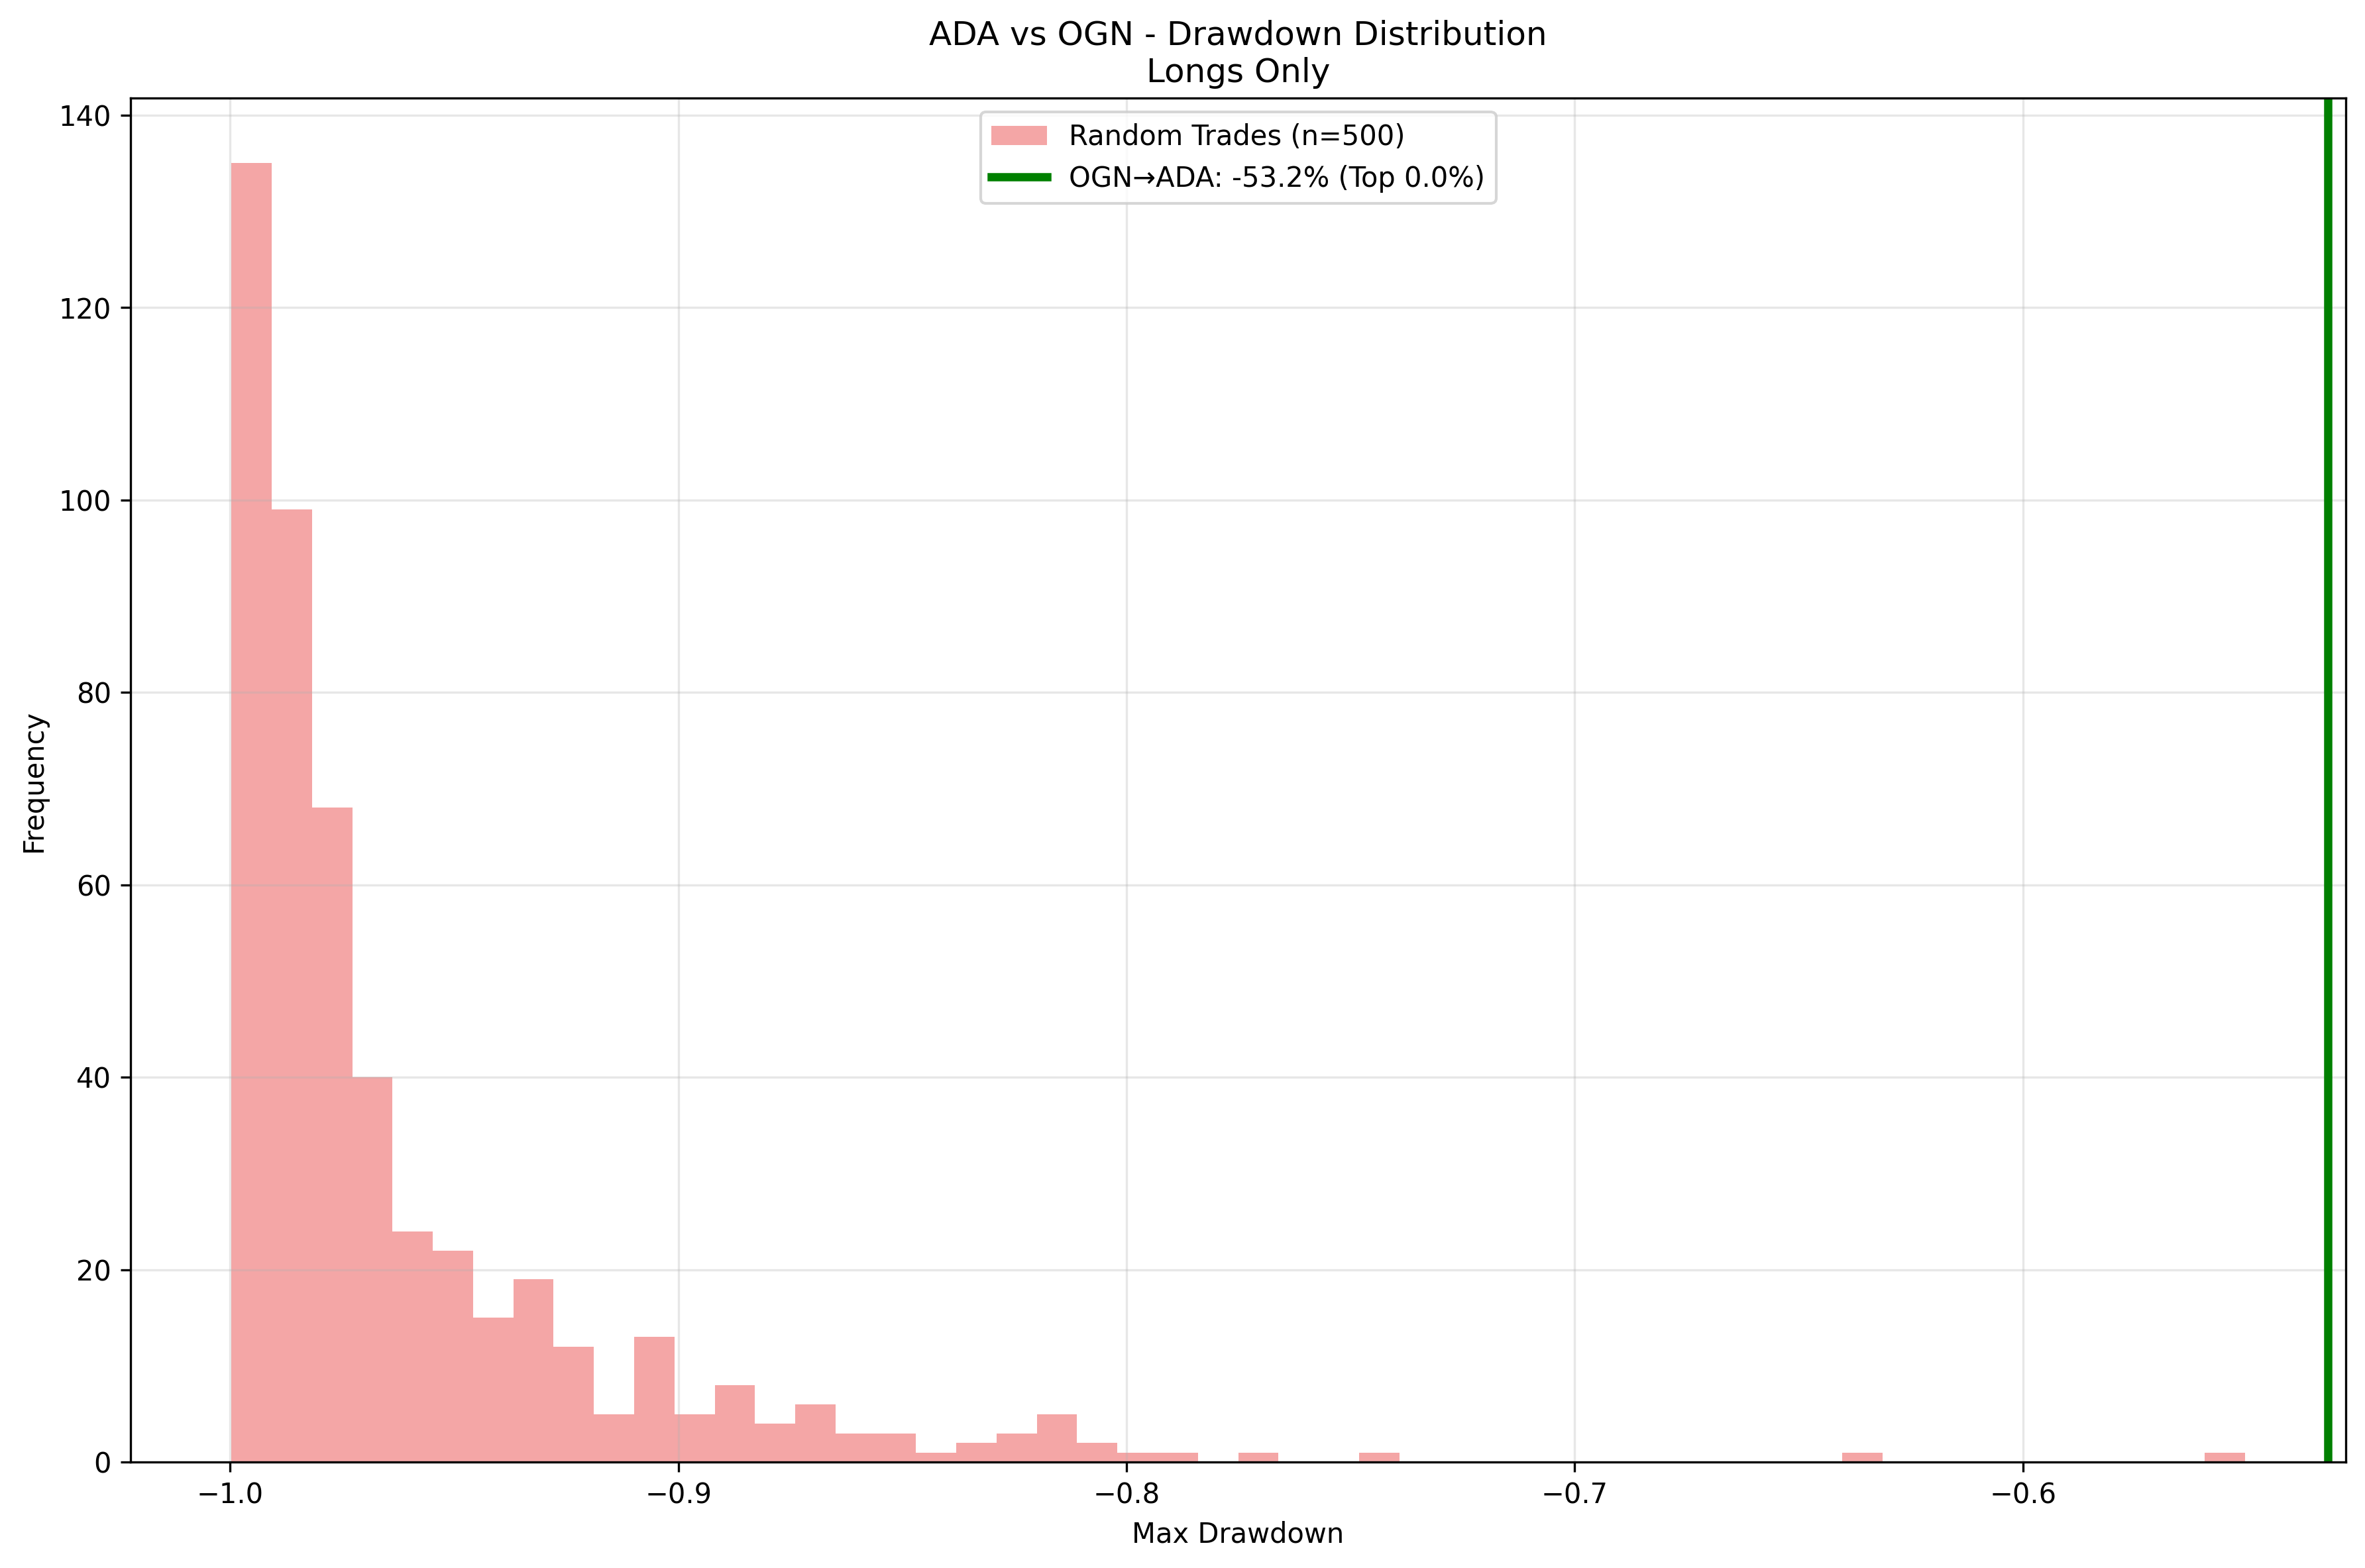 ADA vs OGN - Drawdown Distribution
Longs Only
Random Trades (n=500)
OGN→ADA: -53.2% (Top 0.0%)
140
120
100
80
60
40
20
0
Frequency
−1.0
−0.9
−0.8
−0.7
−0.6
Max Drawdown